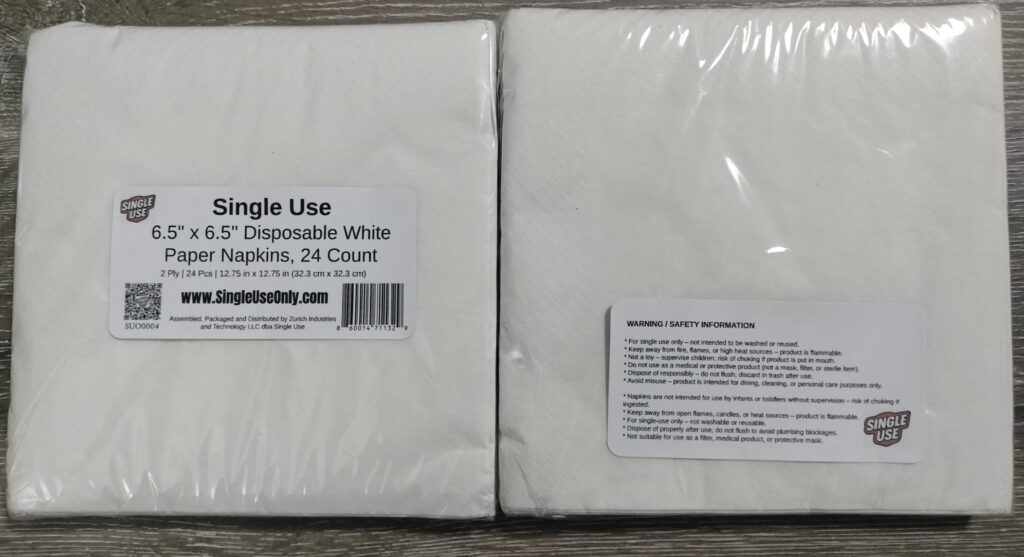 SINGLE
USE
Single Use
6.5" x 6.5" Disposable White
Paper Napkins, 24 Count
2 Ply | 24 Pcs | 12.75 in x 12.75 in (32.3 cm x 32.3 cm)
www.SingleUseOnly.com
SUO0004
Assembled, Packaged and Distributed by Zurich Industries
and Technology LLC dba Single Use
8 60014 71132 9
WARNING / SAFETY INFORMATION
* For single use only – not intended to be washed or reused.
* Keep away from fire, flames, or high heat sources – product is flammable.
* Not a toy – supervise children; risk of choking if product is put in mouth.
* Do not use as a medical or protective product (not a mask, filter, or sterile item).
* Dispose of responsibly – do not flush; discard in trash after use.
* Avoid misuse – product is intended for dining, cleaning, or personal care purposes only.
* Napkins are not intended for use by infants or toddlers without supervision – risk of choking if
ingested.
* Keep away from open flames, candles, or heat sources – product is flammable.
* For single-use only – not washable or reusable.
* Dispose of properly after use; do not flush to avoid plumbing blockages.
* Not suitable for use as a filter, medical product, or protective mask.
SINGLE
USE